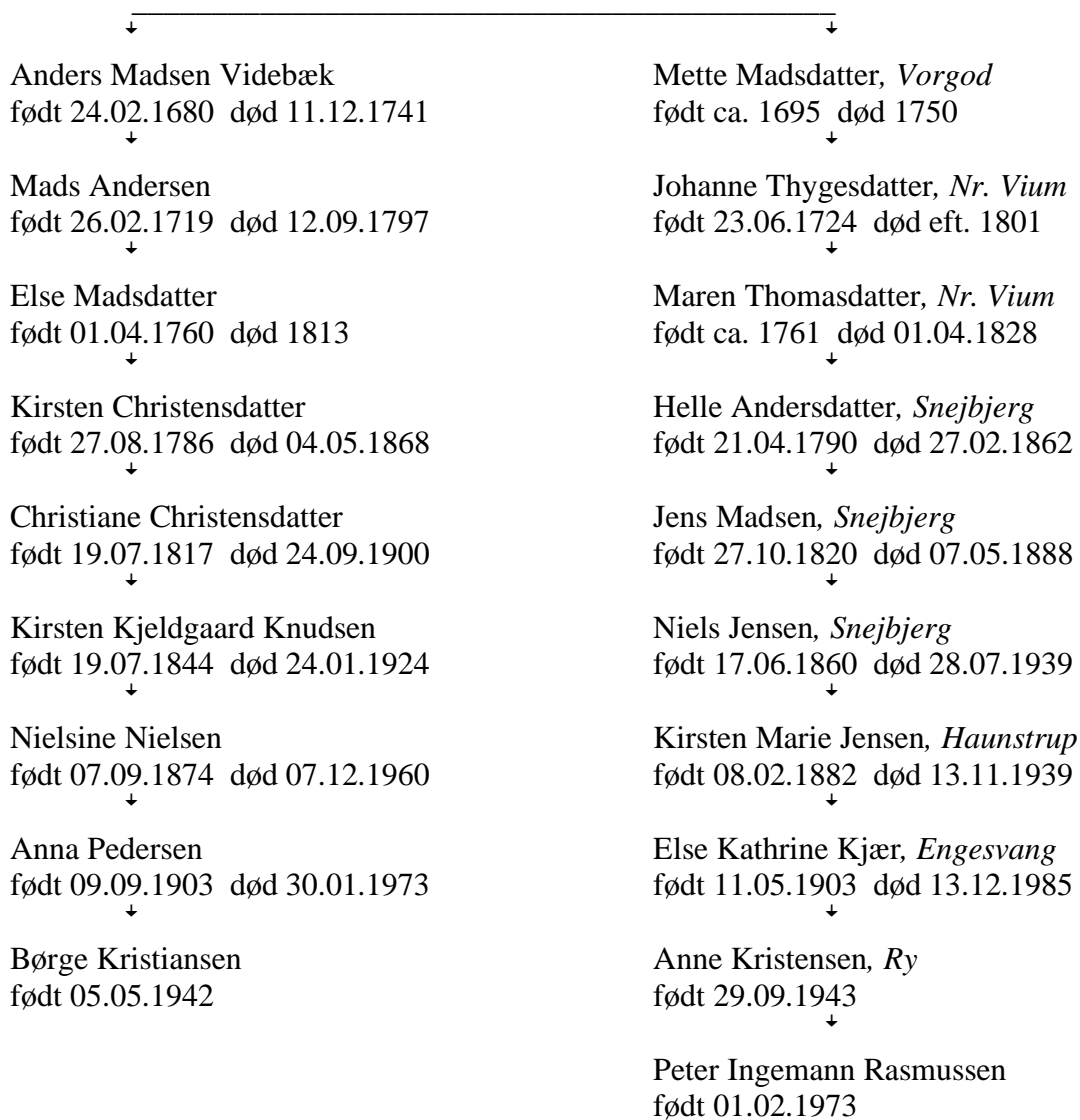 Anders Madsen Videbæk
født 24.02.1680 død 11.12.1741
Mads Andersen
født 26.02.1719 død 12.09.1797
Else Madsdatter
født 01.04.1760 død 1813
Kirsten Christensdatter
født 27.08.1786 død 04.05.1868
Christiane Christensdatter
født 19.07.1817 død 24.09.1900
Kirsten Kjeldgaard Knudsen
født 19.07.1844 død 24.01.1924
Nielsine Nielsen
født 07.09.1874 død 07.12.1960
Anna Pedersen
født 09.09.1903 død 30.01.1973
Børge Kristiansen
født 05.05.1942
Mette Madsdatter, Vorgod
født ca. 1695 død 1750
Johanne Thygesdatter, Nr. Vium
født 23.06.1724 død eft. 1801
Maren Thomasdatter, Nr. Vium
født ca. 1761 død 01.04.1828
Helle Andersdatter, Snejbjerg
født 21.04.1790 død 27.02.1862
Jens Madsen, Snejbjerg
født 27.10.1820 død 07.05.1888
Niels Jensen, Snejbjerg
født 17.06.1860 død 28.07.1939
Kirsten Marie Jensen, Haunstrup
født 08.02.1882 død 13.11.1939
Else Kathrine Kjær, Engesvang
født 11.05.1903 død 13.12.1985
Anne Kristensen, Ry
født 29.09.1943
Peter Ingemann Rasmussen
født 01.02.1973